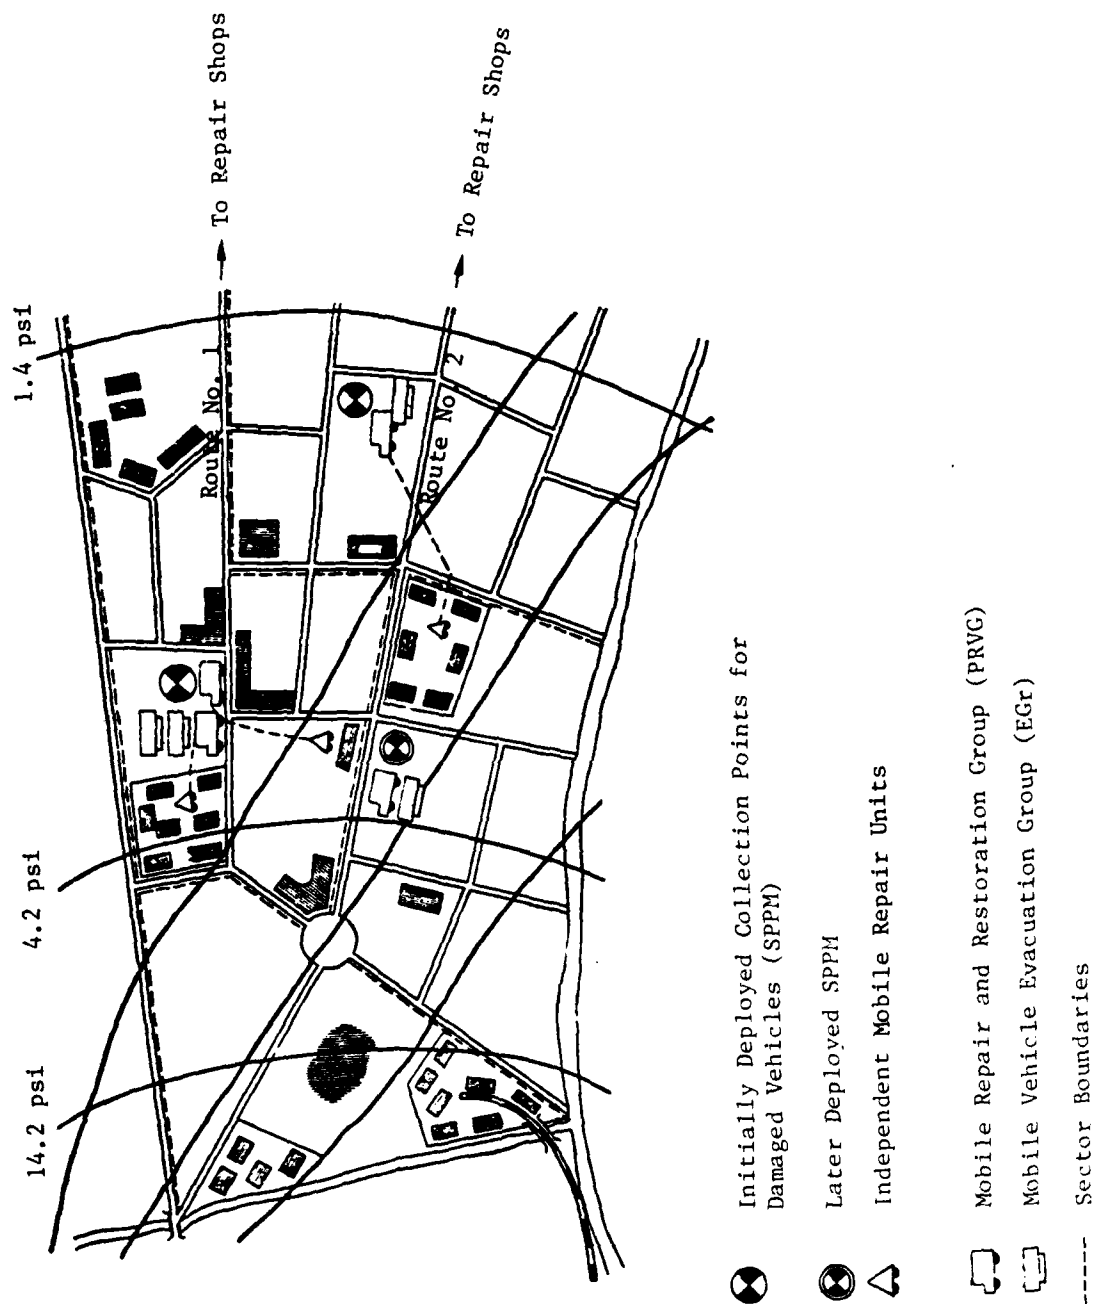 14.2 psi
4.2 psi
1.4 psi
Route No. 1
To Repair Shops
Route No. 2
To Repair Shops
Initially Deployed Collection Points for
Damaged Vehicles (SPPM)
Later Deployed SPPM
Independent Mobile Repair Units
Mobile Repair and Restoration Group (PRVG)
Mobile Vehicle Evacuation Group (EGr)
Sector Boundaries